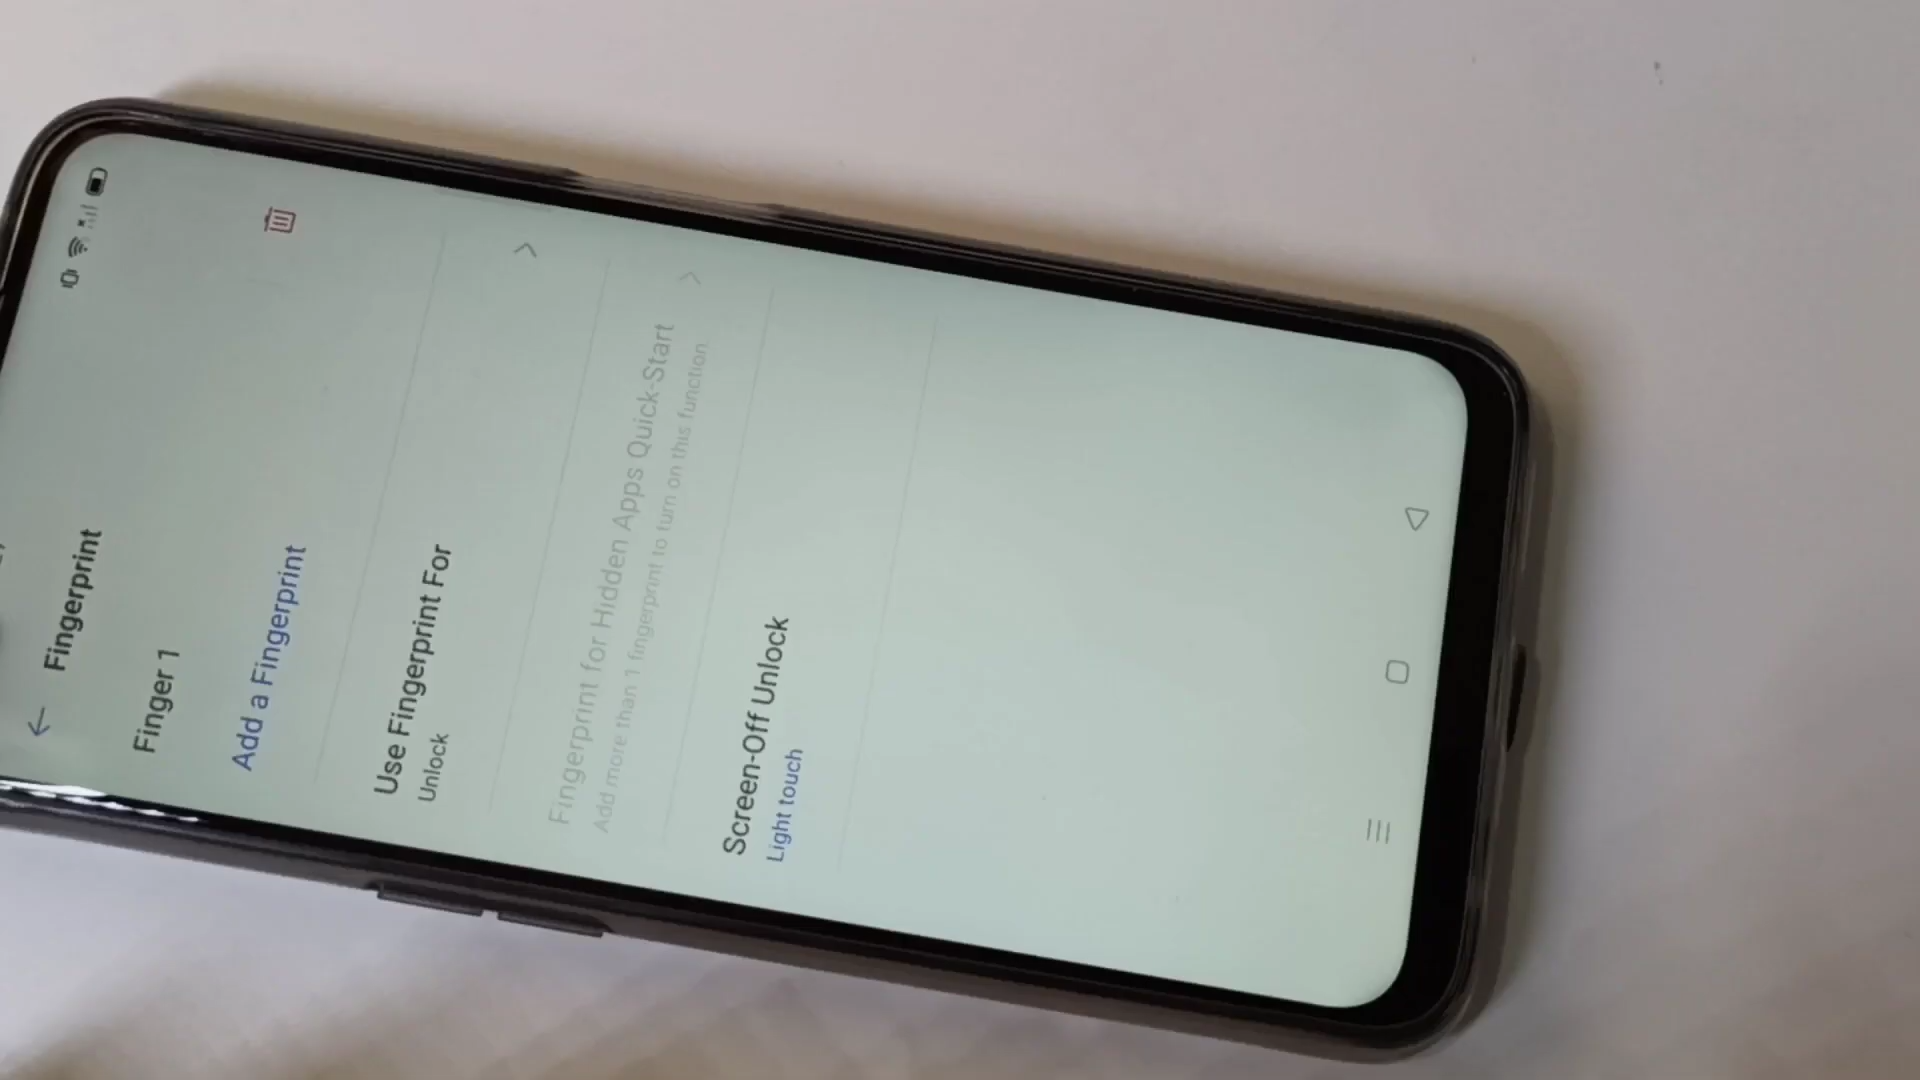 Fingerprint
Finger 1
Add a Fingerprint
Use Fingerprint For
Unlock
Fingerprint for Hidden Apps Quick-Start
Add more than 1 fingerprint to turn on this function.
Screen-Off Unlock
Light touch